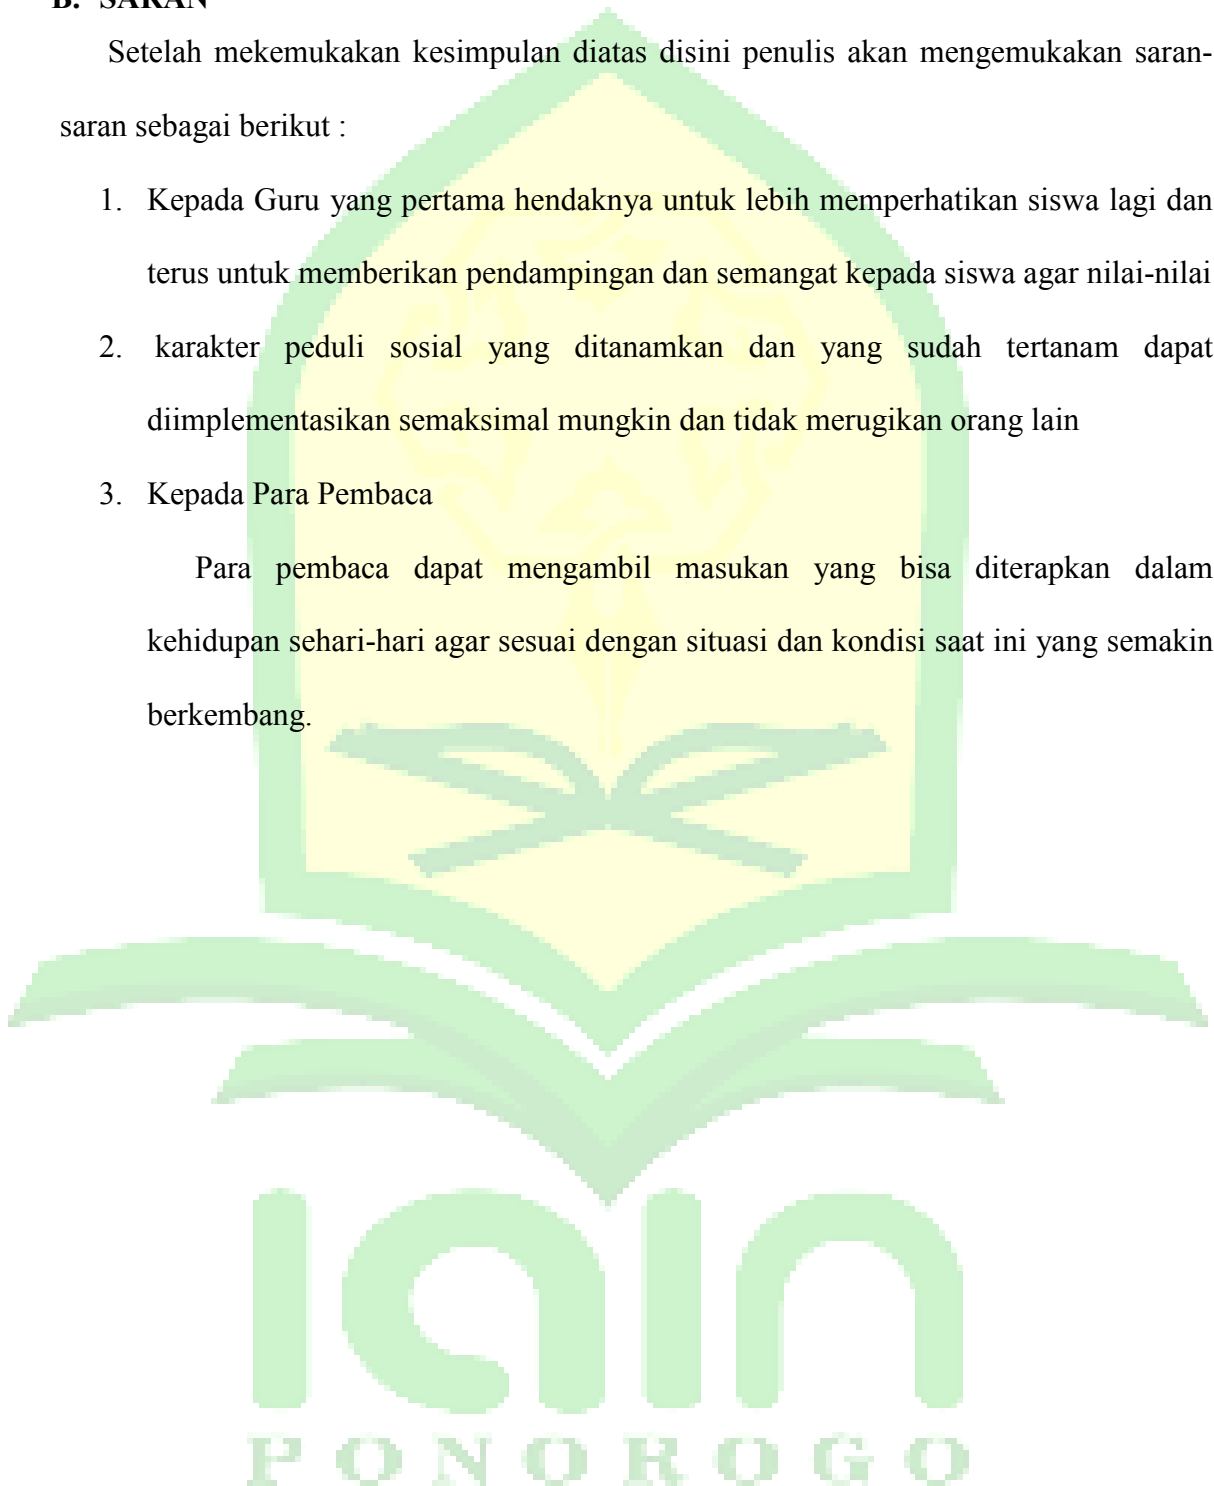 B. SARAN
Setelah mekemukakan kesimpulan diatas disini penulis akan mengemukakan saran-
saran sebagai berikut :
1. Kepada Guru yang pertama hendaknya untuk lebih memperhatikan siswa lagi dan
terus untuk memberikan pendampingan dan semangat kepada siswa agar nilai-nilai
2. karakter peduli sosial yang ditanamkan dan yang sudah tertanam dapat
diimplementasikan semaksimal mungkin dan tidak merugikan orang lain
3. Kepada Para Pembaca
Para pembaca dapat mengambil masukan yang bisa diterapkan dalam
kehidupan sehari-hari agar sesuai dengan situasi dan kondisi saat ini yang semakin
berkembang.
iain
PONOROGO